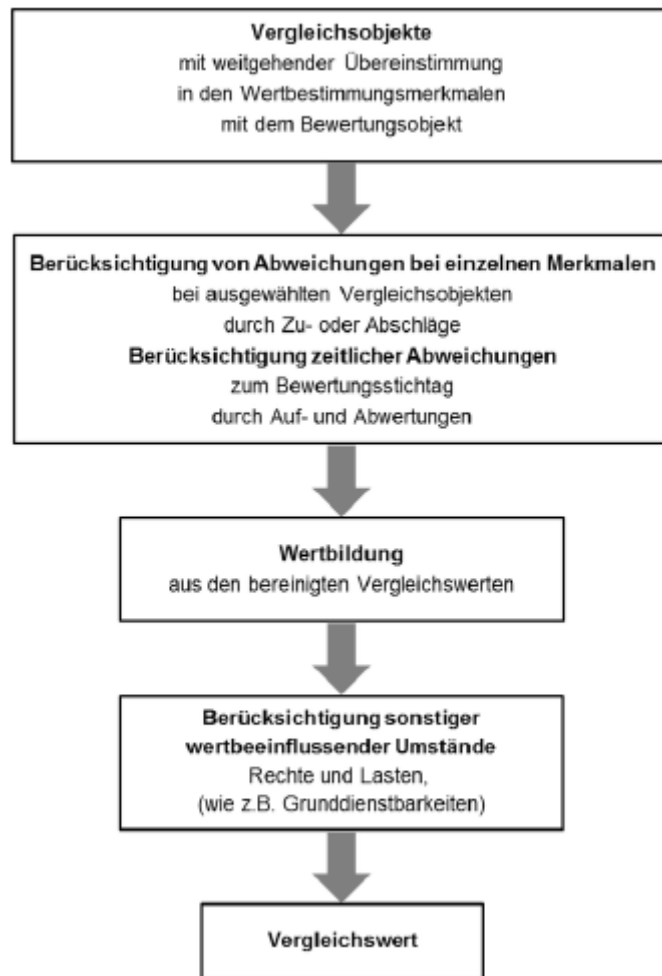 Vergleichsobjekte
mit weitgehender Übereinstimmung
in den Wertbestimmungsmerkmalen
mit dem Bewertungsobjekt
Berücksichtigung von Abweichungen bei einzelnen Merkmalen
bei ausgewählten Vergleichsobjekten
durch Zu- oder Abschläge
Berücksichtigung zeitlicher Abweichungen
zum Bewertungsstichtag
durch Auf- und Abwertungen
Wertbildung
aus den bereinigten Vergleichswerten
Berücksichtigung sonstiger
wertbeeinflussender Umstände
Rechte und Lasten,
(wie z.B. Grunddienstbarkeiten)
Vergleichswert